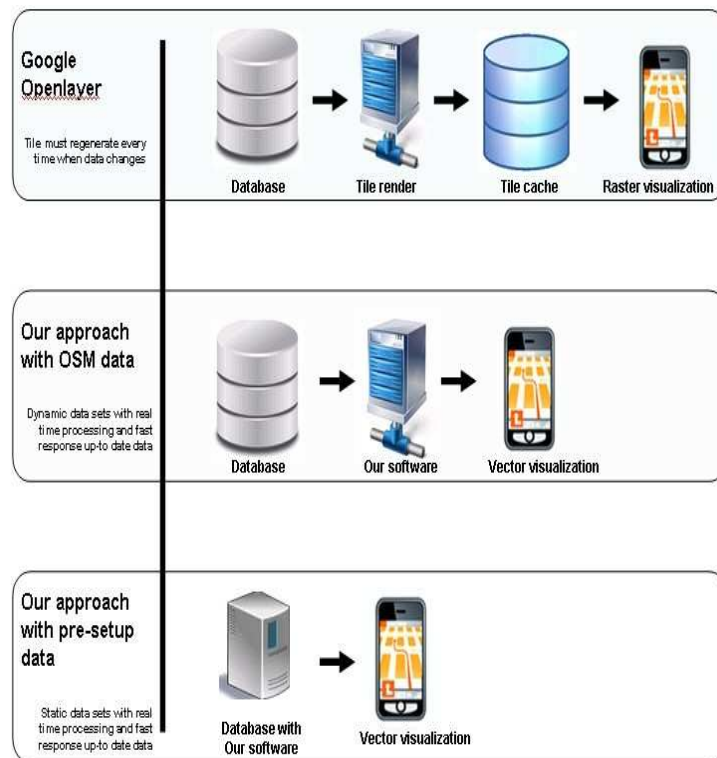 Google
Openlayer
Tile must regenerate every
time when data changes
Database
Tile render
Tile cache
Raster visualization
Our approach
with OSM data
Dynamic data sets with real
time processing and fast
response up-to date data
Database
Our software
Vector visualization
Our approach
with pre-setup
data
Static data sets with real
time processing and fast
response up-to date data
Database with
Our software
Vector visualization